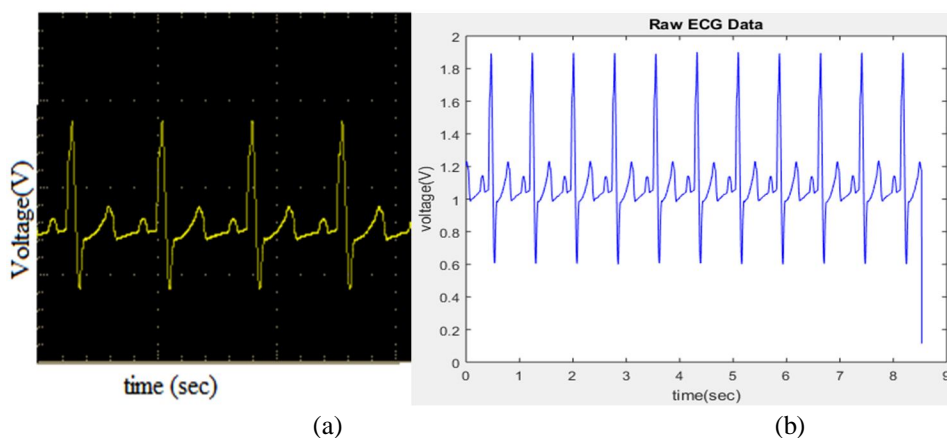 Voltage(V)
time (sec)
(a)
Raw ECG Data
voltage(V)
2
1.8
1.6
1.4
1.2
1
0.8
0.6
0.4
0.2
0
0 1 2 3 4 5 6 7 8 9
time(sec)
(b)